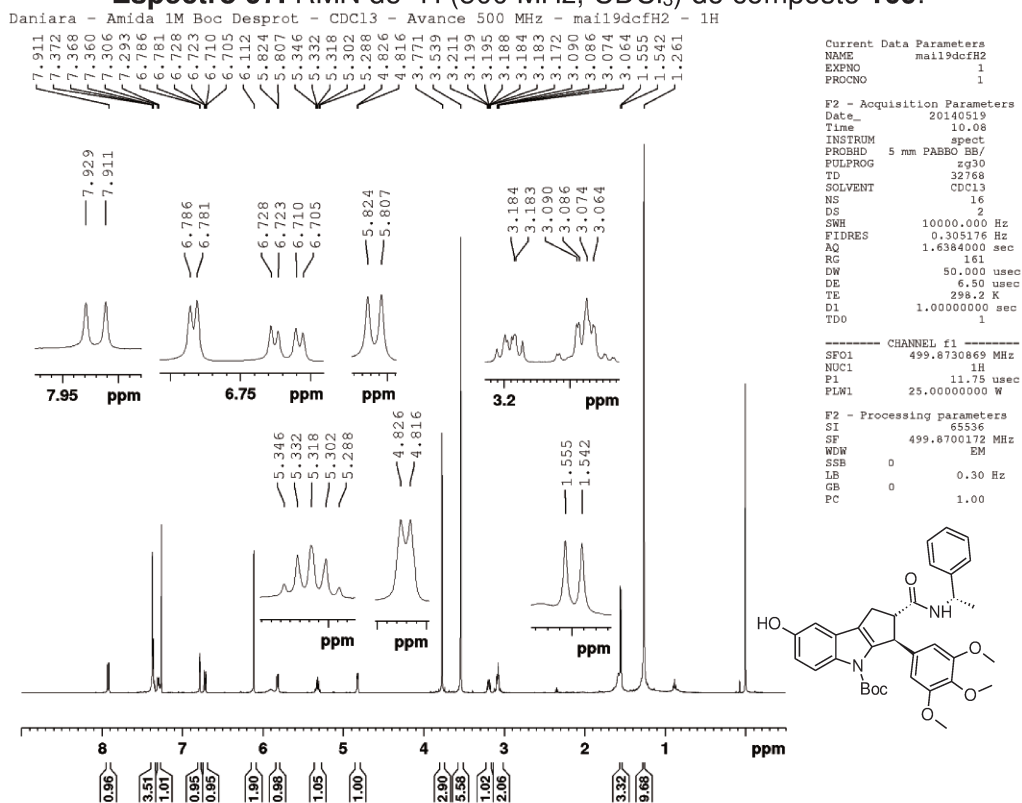 Espectro 67. RMN de ¹H (500 MHz, CDCl₃) do composto 189.
Daniara - Amida 1M Boc Desprot - CDCl3 - Avance 500 MHz - mai19dcfH2 - 1H
7.911
7.372
7.368
7.360
7.306
7.293
6.786
6.781
6.728
6.723
6.710
6.705
6.112
5.824
5.807
5.346
5.332
5.318
5.302
5.288
4.826
4.816
3.771
3.539
3.211
3.199
3.195
3.188
3.184
3.183
3.172
3.090
3.086
3.074
3.064
1.555
1.542
1.261
7.929
7.911
7.95 ppm
6.786
6.781
6.728
6.723
6.710
6.705
6.75 ppm
5.824
5.807
ppm
3.184
3.183
3.090
3.086
3.074
3.064
3.2 ppm
5.346
5.332
5.318
5.302
5.288
ppm
4.826
4.816
ppm
1.555
1.542
ppm
8 7 6 5 4 3 2 1 ppm
0.96
3.51
1.01
0.95
0.95
1.90
0.98
1.05
1.00
2.90
5.58
1.02
2.06
3.32
9.68
Current Data Parameters
NAME mai19dcfH2
EXPNO 1
PROCNO 1
F2 - Acquisition Parameters
Date_ 20140519
Time 10.08
INSTRUM spect
PROBHD 5 mm PABBO BB/
PULPROG zg30
TD 32768
SOLVENT CDCl3
NS 16
DS 2
SWH 10000.000 Hz
FIDRES 0.305176 Hz
AQ 1.6384000 sec
RG 161
DW 50.000 usec
DE 6.50 usec
TE 298.2 K
D1 1.00000000 sec
TD0 1
======== CHANNEL f1 ========
SFO1 499.8730869 MHz
NUC1 1H
P1 11.75 usec
PLW1 25.00000000 W
F2 - Processing parameters
SI 65536
SF 499.8700172 MHz
WDW EM
SSB 0
LB 0.30 Hz
GB 0
PC 1.00
O
NH
HO
N
Boc
O
O
O